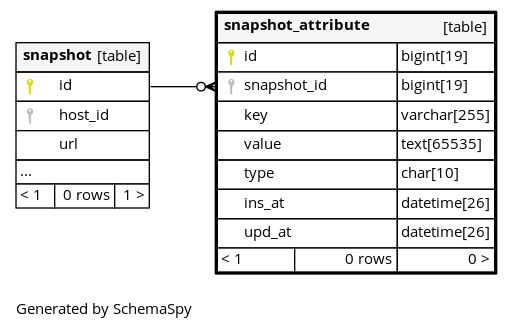 snapshot [table]
id
host_id
url
...
< 1 0 rows 1 >
snapshot_attribute [table]
id bigint[19]
snapshot_id bigint[19]
key varchar[255]
value text[65535]
type char[10]
ins_at datetime[26]
upd_at datetime[26]
< 1 0 rows 0 >
Generated by SchemaSpy